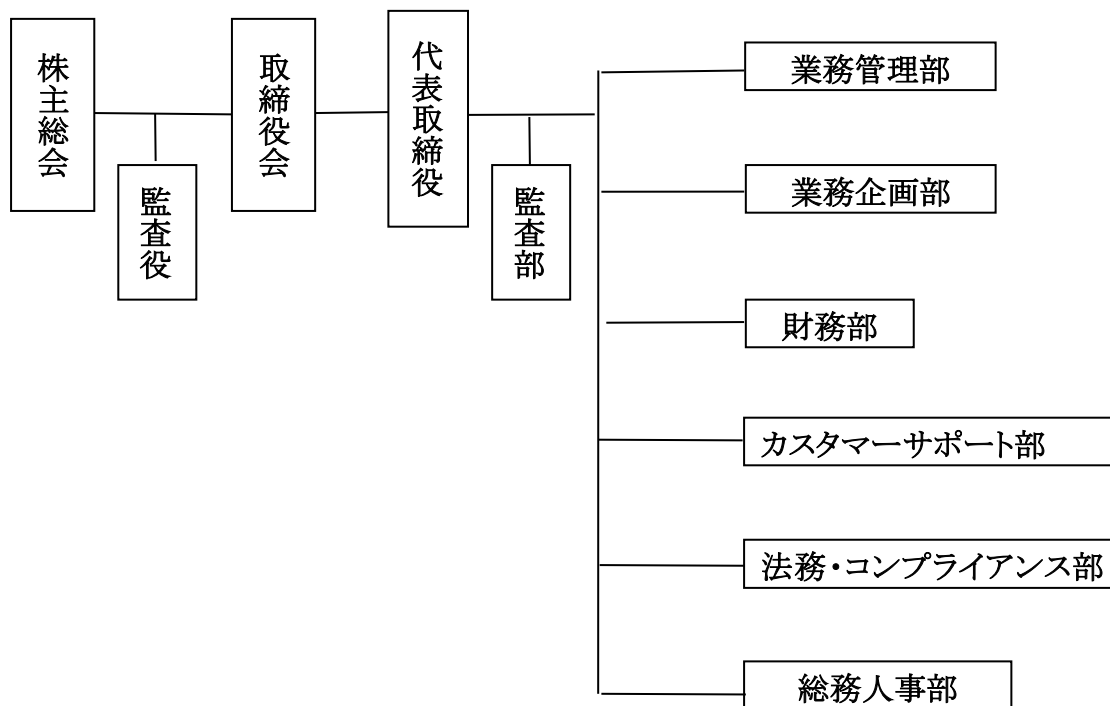 株主総会
監査役
取締役会
代表取締役
監査部
業務管理部
業務企画部
財務部
カスタマーサポート部
法務・コンプライアンス部
総務人事部